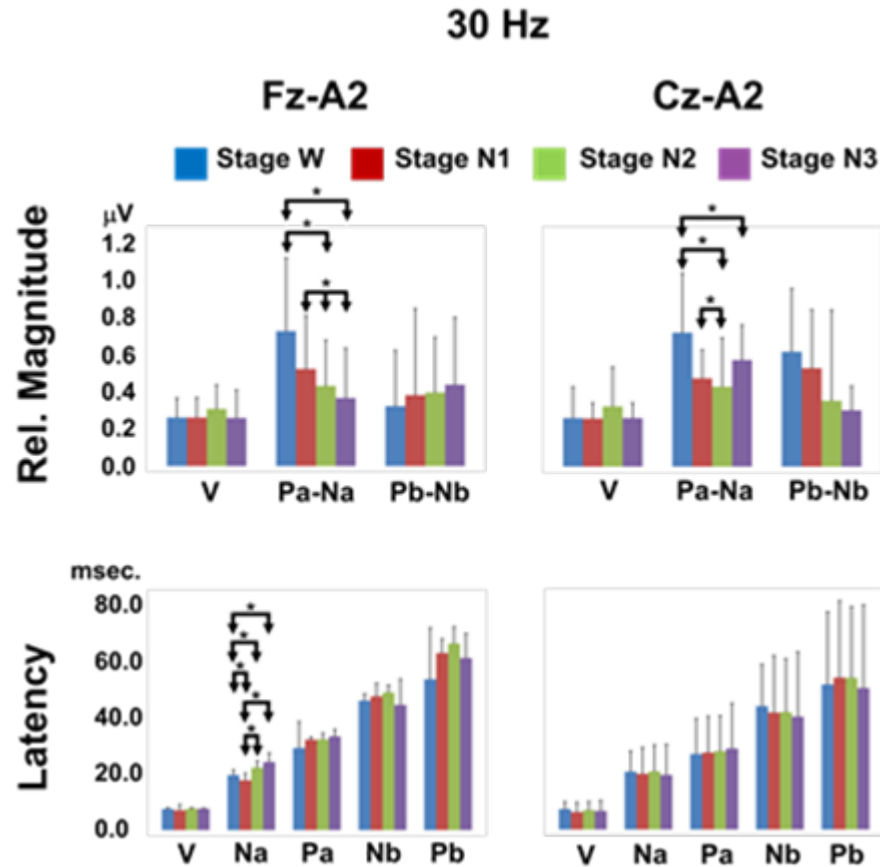 30 Hz
Fz-A2 Cz-A2
Stage W Stage N1 Stage N2 Stage N3
Rel. Magnitude
μV
1.2
1.0
0.8
0.6
0.4
0.2
0.0
* * *
* * *
V Pa-Na Pb-Nb
V Pa-Na Pb-Nb
Latency
msec.
80.0
60.0
40.0
20.0
0.0
* * * * *
V Na Pa Nb Pb
V Na Pa Nb Pb